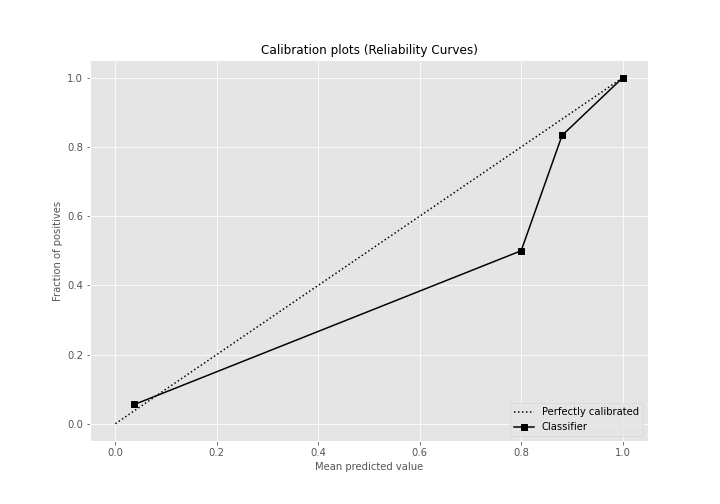 Calibration plots (Reliability Curves)
1.0
0.8
0.6
0.4
0.2
0.0
Fraction of positives
0.0 0.2 0.4 0.6 0.8 1.0
Mean predicted value
Perfectly calibrated
Classifier